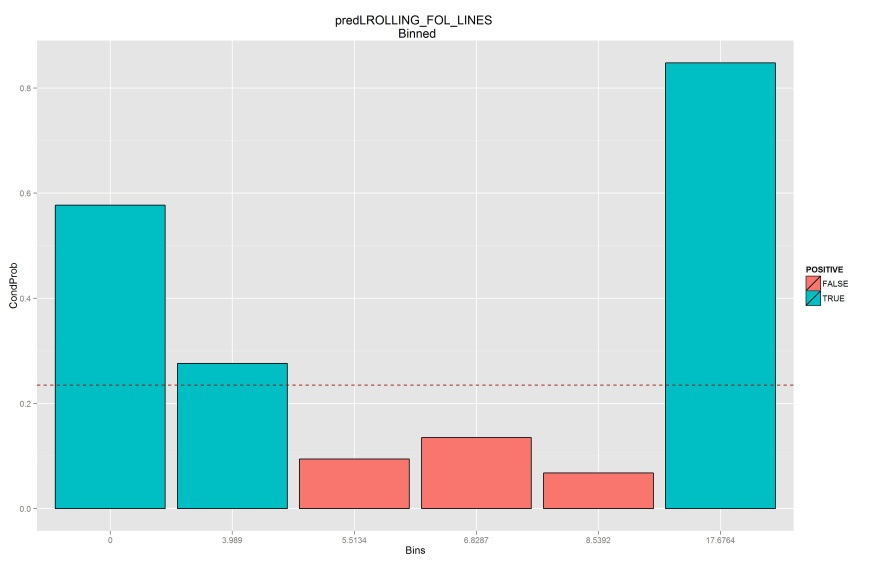 predLROLLING_FOL_LINES
Binned
CondProb
0.8
0.6
0.4
0.2
0.0
0 3.989 5.5134 6.8287 8.5392 17.6764
Bins
POSITIVE
FALSE
TRUE